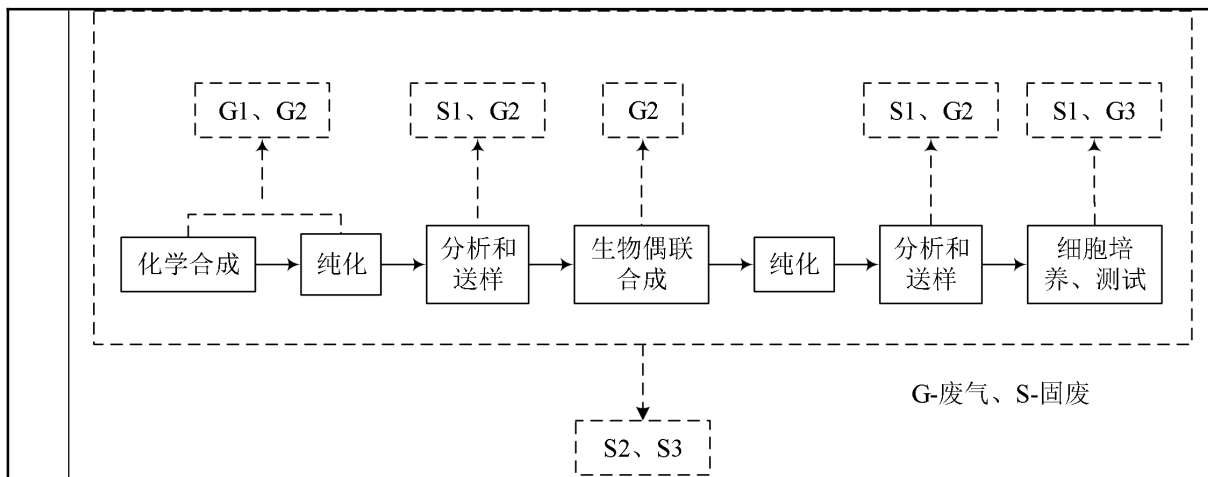 G1、G2
S1、G2
G2
S1、G2
S1、G3
化学合成
纯化
分析和
送样
生物偶联
合成
纯化
分析和
送样
细胞培
养、测试
G-废气、S-固废
S2、S3